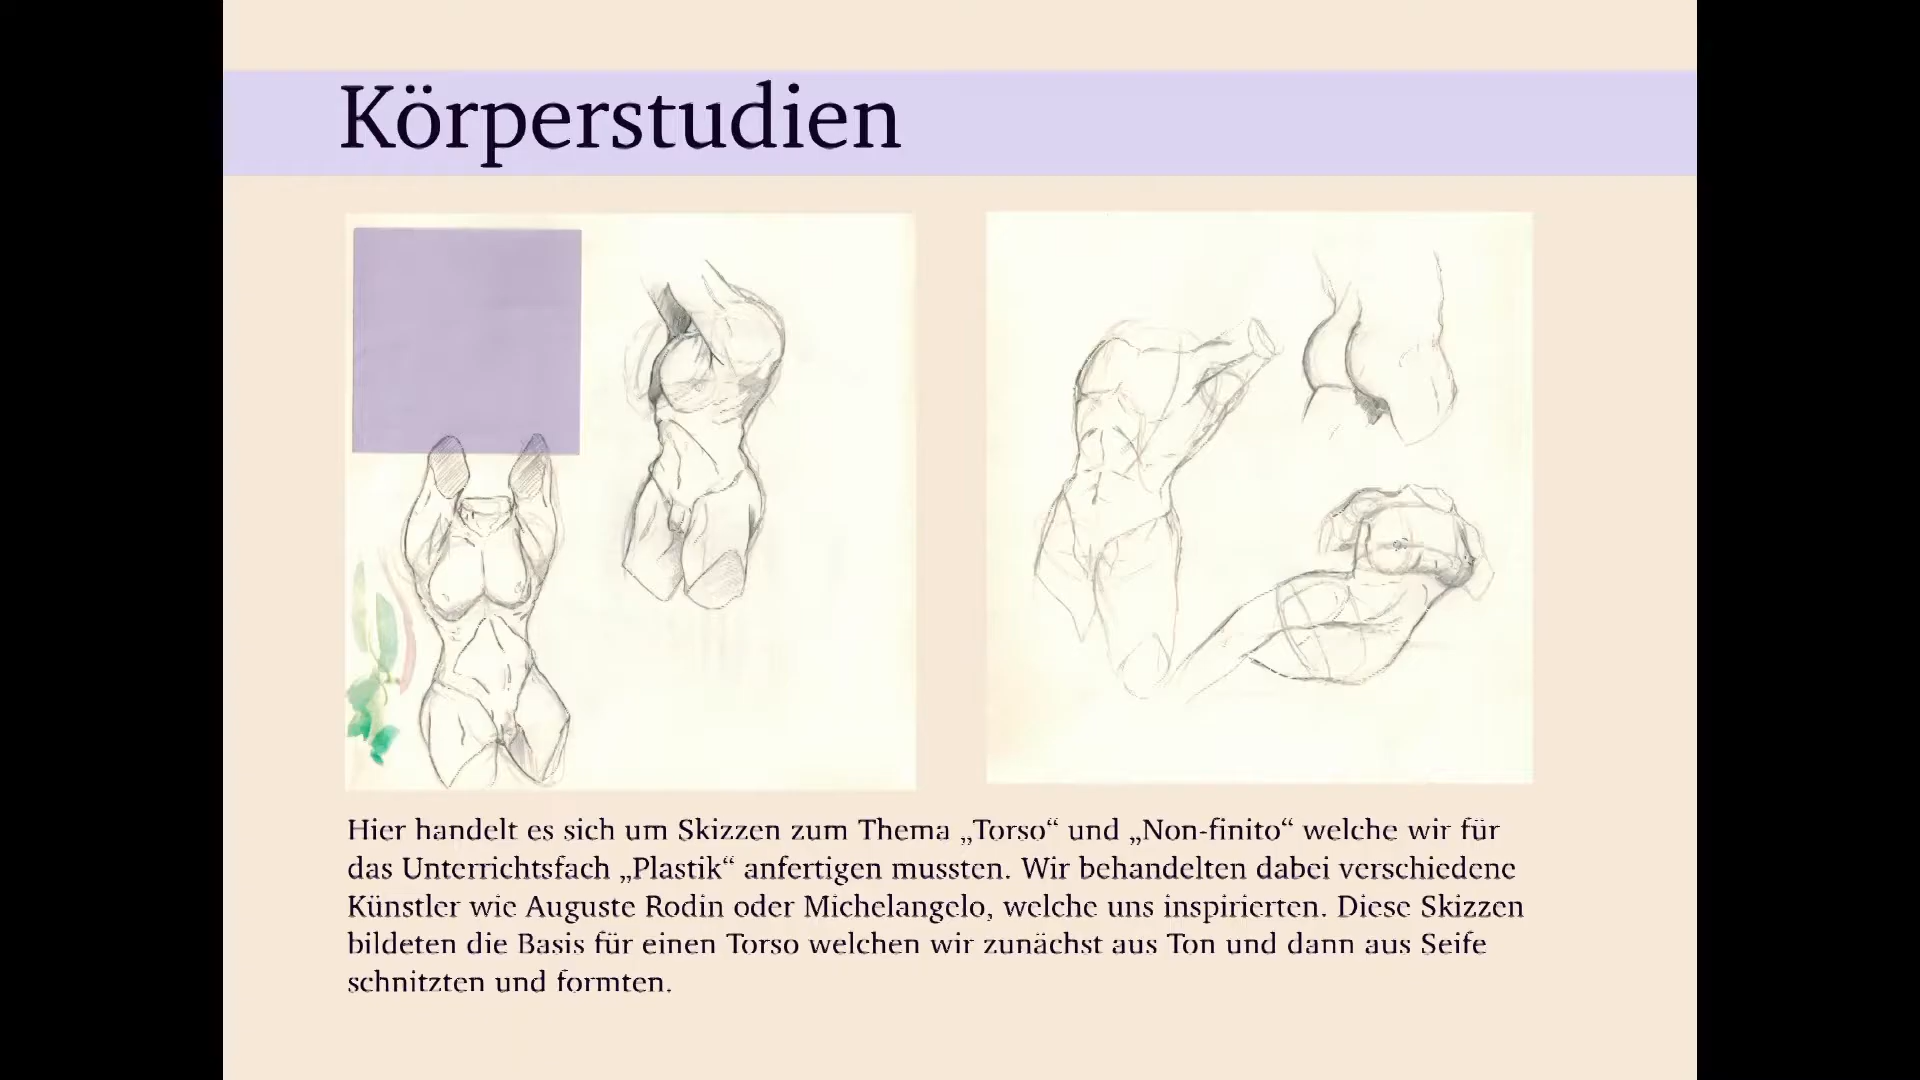 Körperstudien
Hier handelt es sich um Skizzen zum Thema „Torso“ und „Non-finito“ welche wir für
das Unterrichtsfach „Plastik“ anfertigen mussten. Wir behandelten dabei verschiedene
Künstler wie Auguste Rodin oder Michelangelo, welche uns inspirierten. Diese Skizzen
bildeten die Basis für einen Torso welchen wir zunächst aus Ton und dann aus Seife
schnitzten und formten.